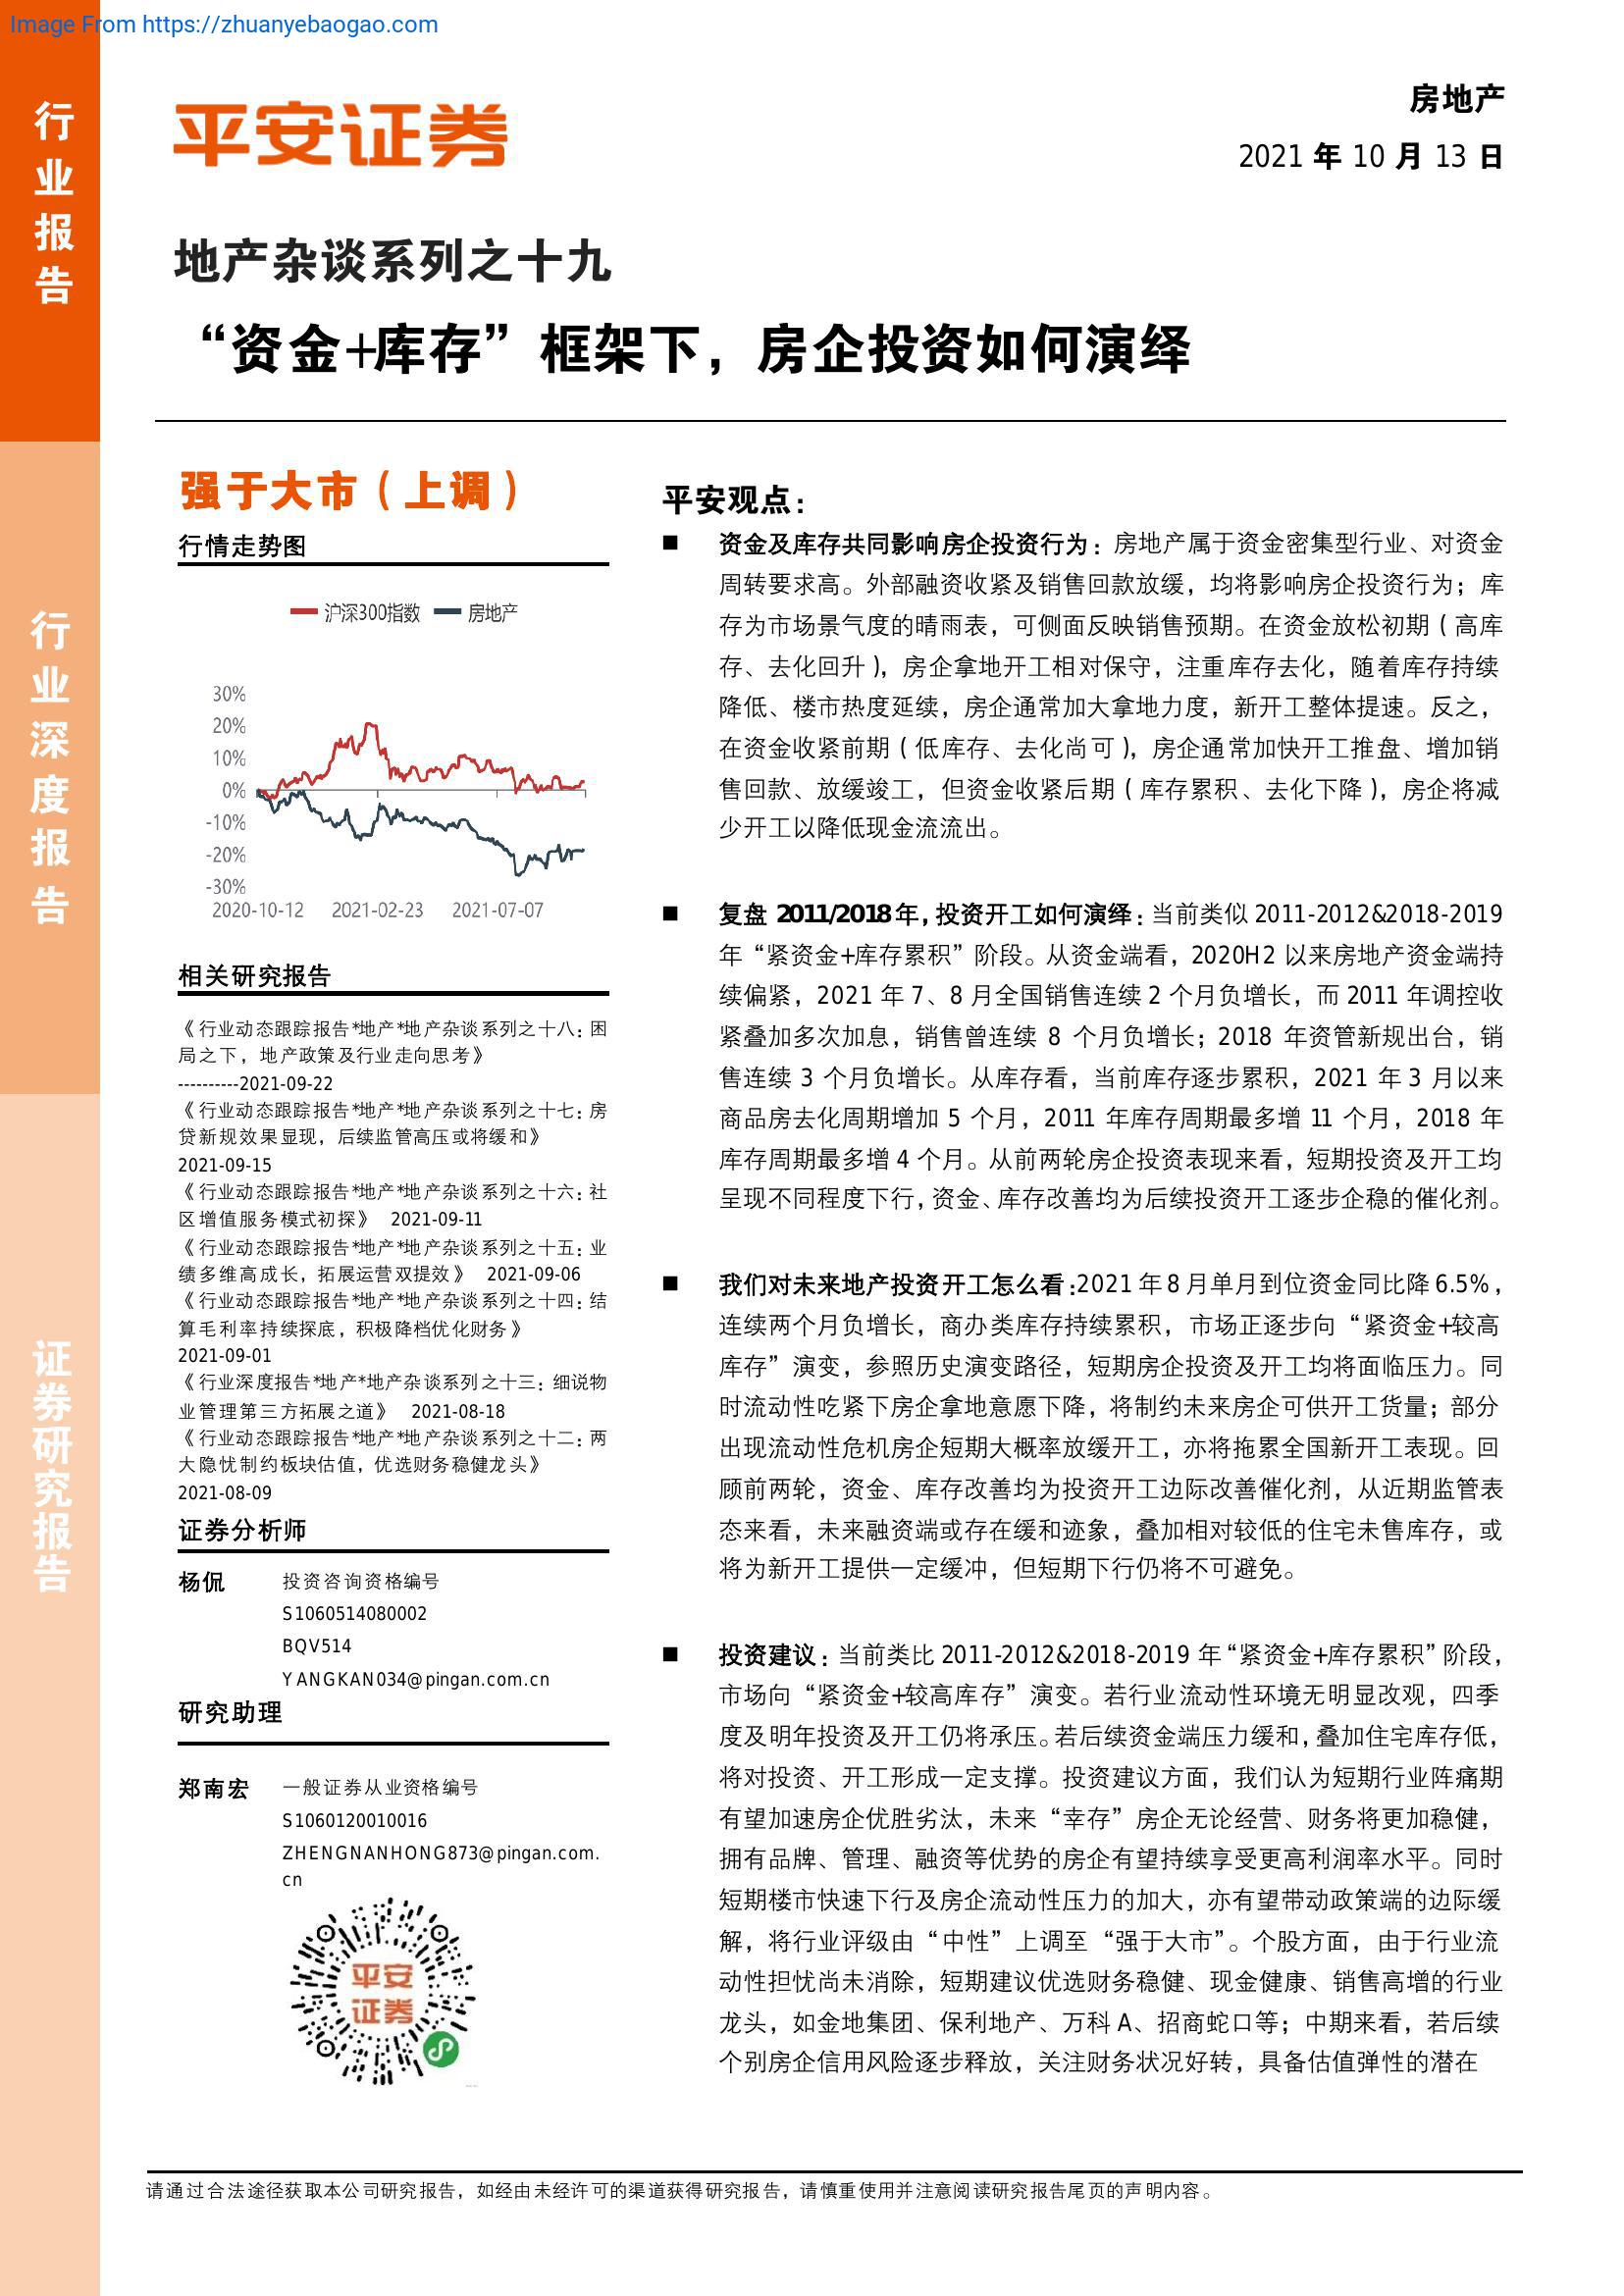 Image From https://zhuanyebaogao.com
行业报告
行业深度报告
证券研究报告
平安证券
房地产
2021 年 10 月 13 日
地产杂谈系列之十九
“资金+库存”框架下，房企投资如何演绎
强于大市（上调）
行情走势图
沪深300指数 房地产
30%
20%
10%
0%
-10%
-20%
-30%
2020-10-12 2021-02-23 2021-07-07
相关研究报告
《行业动态跟踪报告*地产*地产杂谈系列之十八：困
局之下，地产政策及行业走向思考》
----------2021-09-22
《行业动态跟踪报告*地产*地产杂谈系列之十七：房
贷新规效果显现，后续监管高压或将缓和》
2021-09-15
《行业动态跟踪报告*地产*地产杂谈系列之十六：社
区增值服务模式初探》 2021-09-11
《行业动态跟踪报告*地产*地产杂谈系列之十五：业
绩多维高成长，拓展运营双提效》 2021-09-06
《行业动态跟踪报告*地产*地产杂谈系列之十四：结
算毛利率持续探底，积极降档优化财务》
2021-09-01
《行业深度报告*地产*地产杂谈系列之十三：细说物
业管理第三方拓展之道》 2021-08-18
《行业动态跟踪报告*地产*地产杂谈系列之十二：两
大隐忧制约板块估值，优选财务稳健龙头》
2021-08-09
证券分析师
杨侃 投资咨询资格编号
S1060514080002
BQV514
YANGKAN034@pingan.com.cn
研究助理
郑南宏 一般证券从业资格编号
S1060120010016
ZHENGNANHONG873@pingan.com.
cn
平安
证券
平安观点：
■ 资金及库存共同影响房企投资行为：房地产属于资金密集型行业、对资金
周转要求高。外部融资收紧及销售回款放缓，均将影响房企投资行为；库
存为市场景气度的晴雨表，可侧面反映销售预期。在资金放松初期（高库
存、去化回升），房企拿地开工相对保守，注重库存去化，随着库存持续
降低、楼市热度延续，房企通常加大拿地力度，新开工整体提速。反之，
在资金收紧前期（低库存、去化尚可），房企通常加快开工推盘、增加销
售回款、放缓竣工，但资金收紧后期（库存累积、去化下降），房企将减
少开工以降低现金流流出。
■ 复盘 2011/2018年，投资开工如何演绎：当前类似 2011-2012&2018-2019
年“紧资金+库存累积”阶段。从资金端看，2020H2 以来房地产资金端持
续偏紧，2021 年 7、8 月全国销售连续 2 个月负增长，而 2011 年调控收
紧叠加多次加息，销售曾连续 8 个月负增长；2018 年资管新规出台，销
售连续 3 个月负增长。从库存看，当前库存逐步累积，2021 年 3 月以来
商品房去化周期增加 5 个月，2011 年库存周期最多增 11 个月，2018 年
库存周期最多增 4 个月。从前两轮房企投资表现来看，短期投资及开工均
呈现不同程度下行，资金、库存改善均为后续投资开工逐步企稳的催化剂。
■ 我们对未来地产投资开工怎么看：2021 年 8 月单月到位资金同比降 6.5%，
连续两个月负增长，商办类库存持续累积，市场正逐步向“紧资金+较高
库存”演变，参照历史演变路径，短期房企投资及开工均将面临压力。同
时流动性吃紧下房企拿地意愿下降，将制约未来房企可供开工货量；部分
出现流动性危机房企短期大概率放缓开工，亦将拖累全国新开工表现。回
顾前两轮，资金、库存改善均为投资开工边际改善催化剂，从近期监管表
态来看，未来融资端或存在缓和迹象，叠加相对较低的住宅未售库存，或
将为新开工提供一定缓冲，但短期下行仍将不可避免。
■ 投资建议：当前类比 2011-2012&2018-2019 年“紧资金+库存累积”阶段，
市场向“紧资金+较高库存”演变。若行业流动性环境无明显改观，四季
度及明年投资及开工仍将承压。若后续资金端压力缓和，叠加住宅库存低，
将对投资、开工形成一定支撑。投资建议方面，我们认为短期行业阵痛期
有望加速房企优胜劣汰，未来“幸存”房企无论经营、财务将更加稳健，
拥有品牌、管理、融资等优势的房企有望持续享受更高利润率水平。同时
短期楼市快速下行及房企流动性压力的加大，亦有望带动政策端的边际缓
解，将行业评级由“中性”上调至“强于大市”。个股方面，由于行业流
动性担忧尚未消除，短期建议优选财务稳健、现金健康、销售高增的行业
龙头，如金地集团、保利地产、万科 A、招商蛇口等；中期来看，若后续
个别房企信用风险逐步释放，关注财务状况好转，具备估值弹性的潜在
请通过合法途径获取本公司研究报告，如经由未经许可的渠道获得研究报告，请慎重使用并注意阅读研究报告尾页的声明内容。